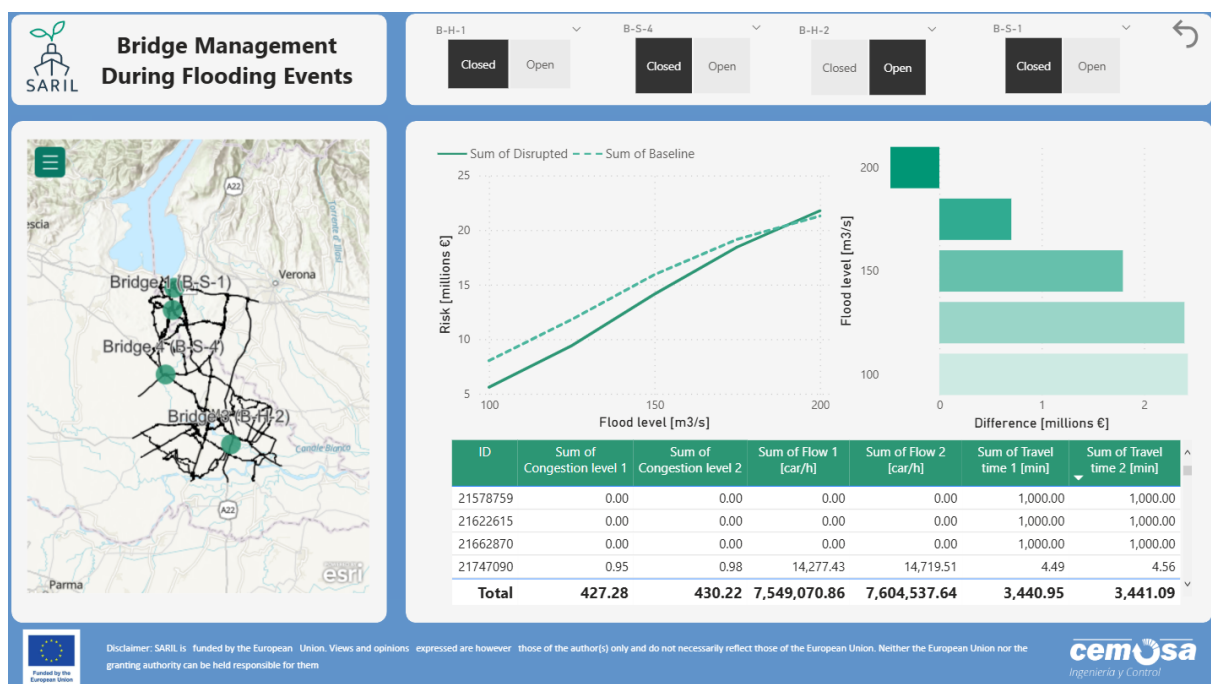 SARIL
Bridge Management
During Flooding Events
B-H-1
Closed Open
B-S-4
Closed Open
B-H-2
Closed Open
B-S-1
Closed Open
A22
Torrente d'Illasi
Verona
Bridge 1 (B-S-1)
Bridge 4 (B-S-4)
Canale Bianco
A22
Parma
esri
Sum of Disrupted Sum of Baseline
25
20
15
10
5
Risk [millions €]
100 150 200
Flood level [m3/s]
200
150
100
Flood level [m3/s]
0 1 2
Difference [millions €]
ID Sum of Congestion level 1 Sum of Congestion level 2 Sum of Flow 1 [car/h] Sum of Flow 2 [car/h] Sum of Travel time 1 [min] Sum of Travel time 2 [min]
21578759 0.00 0.00 0.00 0.00 1,000.00 1,000.00
21622615 0.00 0.00 0.00 0.00 1,000.00 1,000.00
21662870 0.00 0.00 0.00 0.00 1,000.00 1,000.00
21747090 0.95 0.98 14,277.43 14,719.51 4.49 4.56
Total 427.28 430.22 7,549,070.86 7,604,537.64 3,440.95 3,441.09
Funded by the
European Union
Disclaimer: SARIL is funded by the European Union. Views and opinions expressed are however those of the author(s) only and do not necessarily reflect those of the European Union. Neither the European Union nor the
granting authority can be held responsible for them
cemosa
Ingeniería y Control